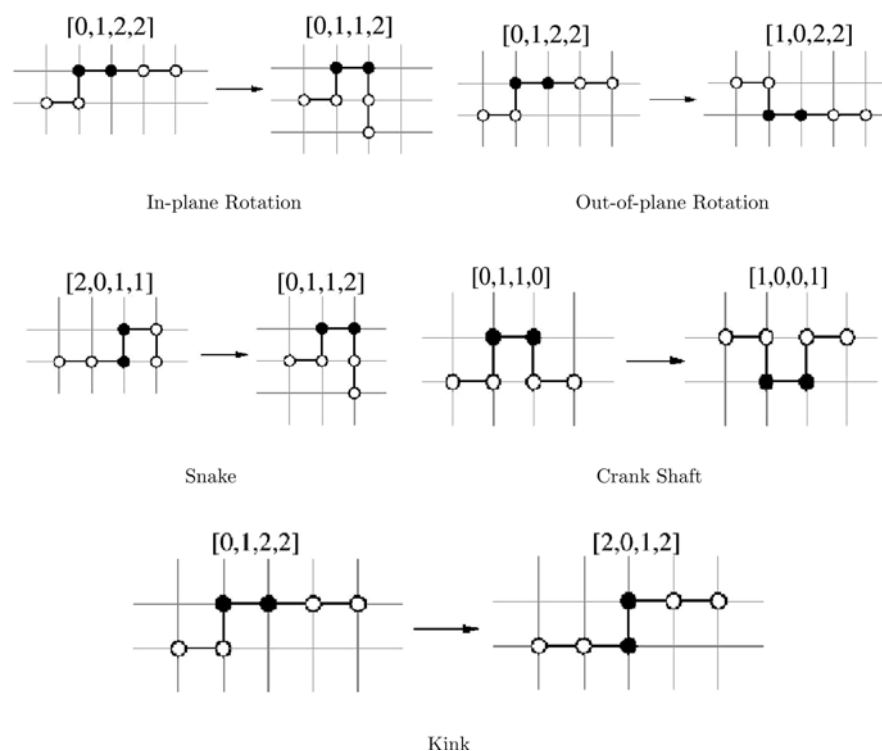 [0,1,2,2] [0,1,1,2] [0,1,2,2] [1,0,2,2]
In-plane Rotation Out-of-plane Rotation
[2,0,1,1] [0,1,1,2] [0,1,1,0] [1,0,0,1]
Snake Crank Shaft
[0,1,2,2] [2,0,1,2]
Kink